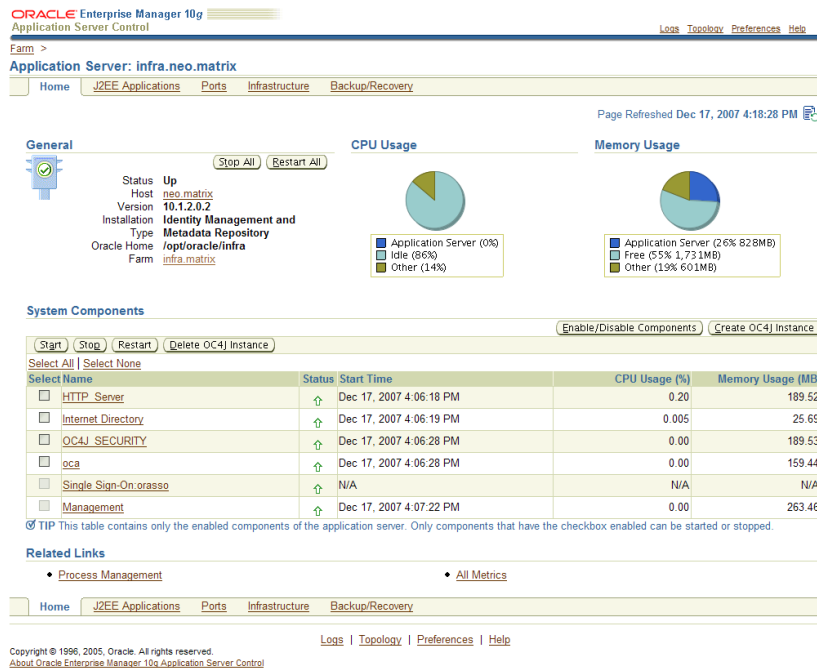 ORACLE Enterprise Manager 10g
Application Server Control
Logs Topology Preferences Help
Farm >
Application Server: infra.neo.matrix
Home J2EE Applications Ports Infrastructure Backup/Recovery
Page Refreshed Dec 17, 2007 4:18:28 PM
General
Stop All Restart All
Status Up
Host neo.matrix
Version 10.1.2.0.2
Installation Type Identity Management and Metadata Repository
Oracle Home /opt/oracle/infra
Farm infra.matrix
CPU Usage
Application Server (0%)
Idle (86%)
Other (14%)
Memory Usage
Application Server (26% 828MB)
Free (55% 1,731MB)
Other (19% 601MB)
System Components
Enable/Disable Components Create OC4J Instance
Start Stop Restart Delete OC4J Instance
Select All | Select None
Select Name Status Start Time CPU Usage (%) Memory Usage (MB
HTTP_Server Dec 17, 2007 4:06:18 PM 0.20 189.52
Internet Directory Dec 17, 2007 4:06:19 PM 0.005 25.69
OC4J_SECURITY Dec 17, 2007 4:06:28 PM 0.00 189.53
oca Dec 17, 2007 4:06:28 PM 0.00 159.44
Single Sign-On:orasso N/A N/A N/A
Management Dec 17, 2007 4:07:22 PM 0.00 263.46
TIP This table contains only the enabled components of the application server. Only components that have the checkbox enabled can be started or stopped.
Related Links
Process Management All Metrics
Home J2EE Applications Ports Infrastructure Backup/Recovery
Logs | Topology | Preferences | Help
Copyright © 1996, 2005, Oracle. All rights reserved.
About Oracle Enterprise Manager 10g Application Server Control